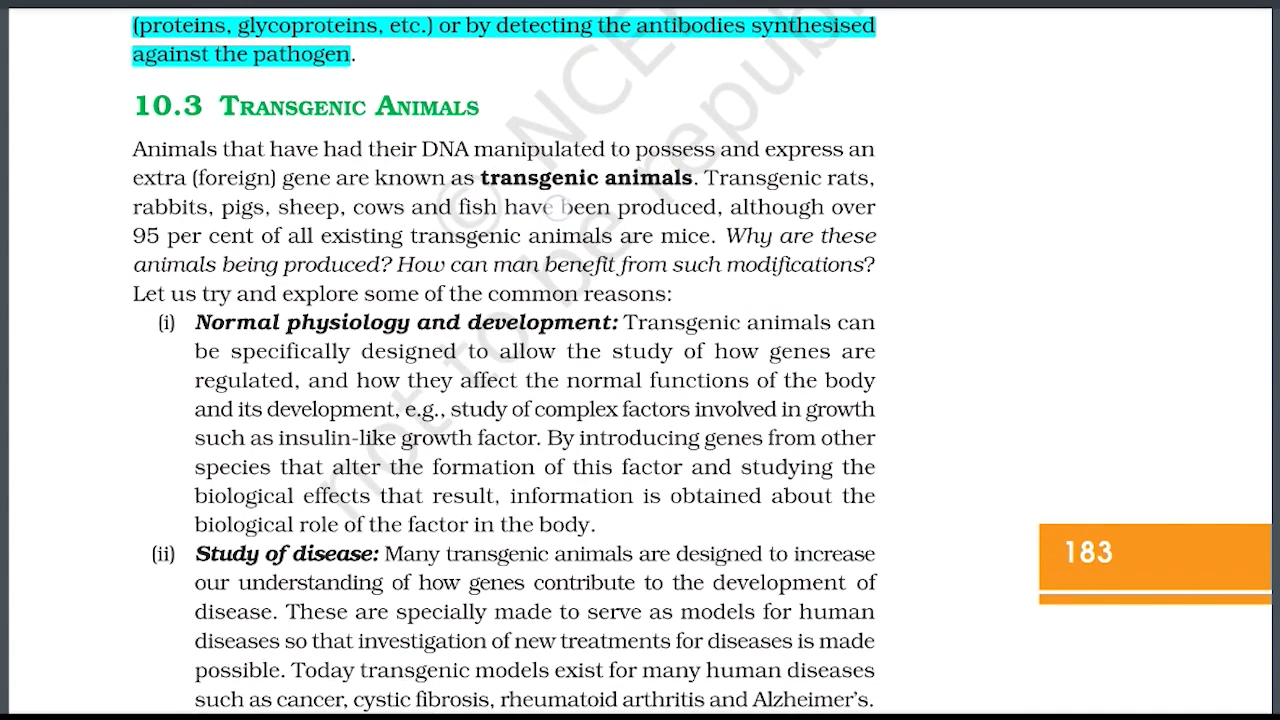 (proteins, glycoproteins, etc.) or by detecting the antibodies synthesised
against the pathogen.
10.3 TRANSGENIC ANIMALS
Animals that have had their DNA manipulated to possess and express an
extra (foreign) gene are known as transgenic animals. Transgenic rats,
rabbits, pigs, sheep, cows and fish have been produced, although over
95 per cent of all existing transgenic animals are mice. Why are these
animals being produced? How can man benefit from such modifications?
Let us try and explore some of the common reasons:
(i) Normal physiology and development: Transgenic animals can
be specifically designed to allow the study of how genes are
regulated, and how they affect the normal functions of the body
and its development, e.g., study of complex factors involved in growth
such as insulin-like growth factor. By introducing genes from other
species that alter the formation of this factor and studying the
biological effects that result, information is obtained about the
biological role of the factor in the body.
(ii) Study of disease: Many transgenic animals are designed to increase
our understanding of how genes contribute to the development of
disease. These are specially made to serve as models for human
diseases so that investigation of new treatments for diseases is made
possible. Today transgenic models exist for many human diseases
such as cancer, cystic fibrosis, rheumatoid arthritis and Alzheimer's.
183
© NCE
not to be republi